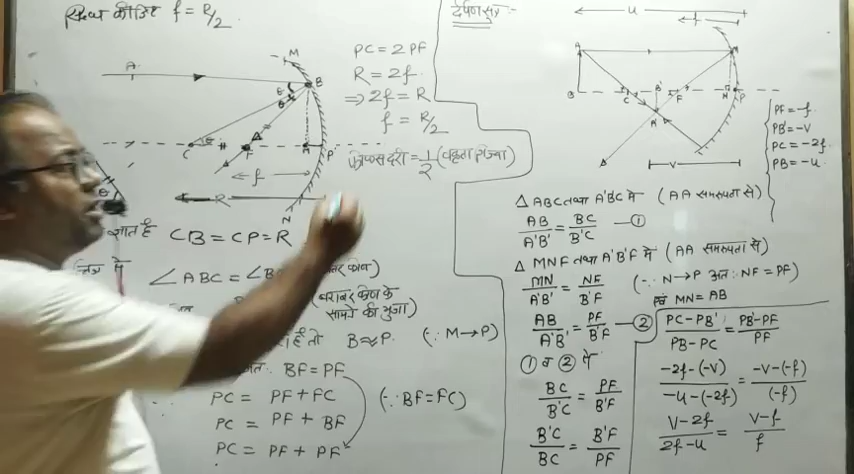 सिद्ध कीजिए f = R/2
M
A
B
θ
θ
θ
C
F
M
P
f
R
N
PC = 2PF
R = 2f
⇒ 2f = R
f = R/2
फोकस दूरी = 1/2 (वक्रता त्रिज्या)
ज्ञात है CB = CP = R
चित्र में
∠ABC = ∠B
कोण)
(बराबर कोण के
सामने की भुजा)
है तो B≈P (∵ M→P)
अतः BF = PF
PC = PF + FC
PC = PF + BF (∵ BF = FC)
PC = PF + PF
दर्पण सूत्र :-
u
f
A
M
B
C
B'
F
N
P
v
PF = -f
PB' = -v
PC = -2f
PB = -u
△ ABC तथा A'B'C में (AA समरूपता से)
AB/A'B' = BC/B'C —①
△ MNF तथा A'B'F में (AA समरूपता से)
MN/A'B' = NF/B'F (∵ N→P अतः NF = PF)
एवं MN = AB
AB/A'B' = PF/B'F —②
① व ② से
BC/B'C = PF/B'F
B'C/BC = B'F/PF
PC-PB'/PB-PC = PB'-PF/PF
-2f-(-v)/-u-(-2f) = -v-(-f)/(-f)
v-2f/2f-u = v-f/f